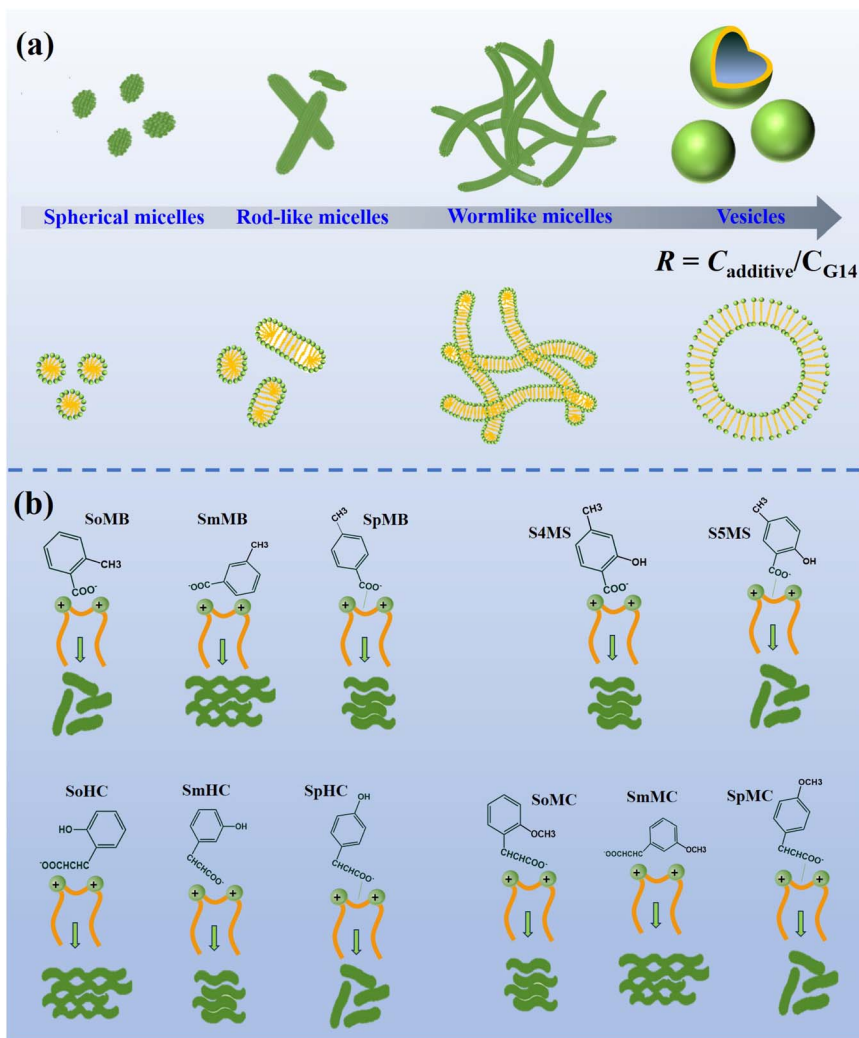 (a)
Spherical micelles Rod-like micelles Wormlike micelles Vesicles
R = Cadditive/CG14
(b)
SoMB SmMB SpMB S4MS S5MS
CH3
COO-
CH3
-OOC
CH3
COO-
CH3
OH
COO-
CH3
OH
COO-
+ + + + + + + + + +
SoHC SmHC SpHC SoMC SmMC SpMC
HO
-OOCCHCHC
OH
CHCHCOO-
OH
CHCHCOO-
OCH3
CHCHCOO-
-OOCCHCHC
OCH3
OCH3
CHCHCOO-
+ + + + + + + + + + + +